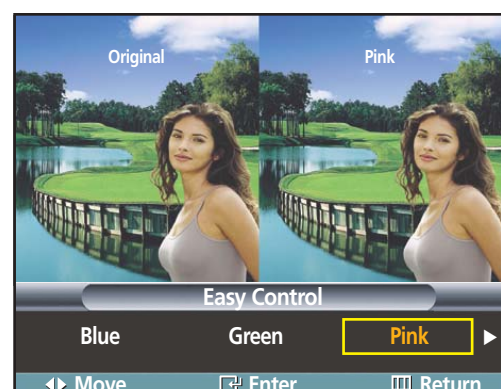 Original Pink
Easy Control
Blue Green Pink
Move Enter Return